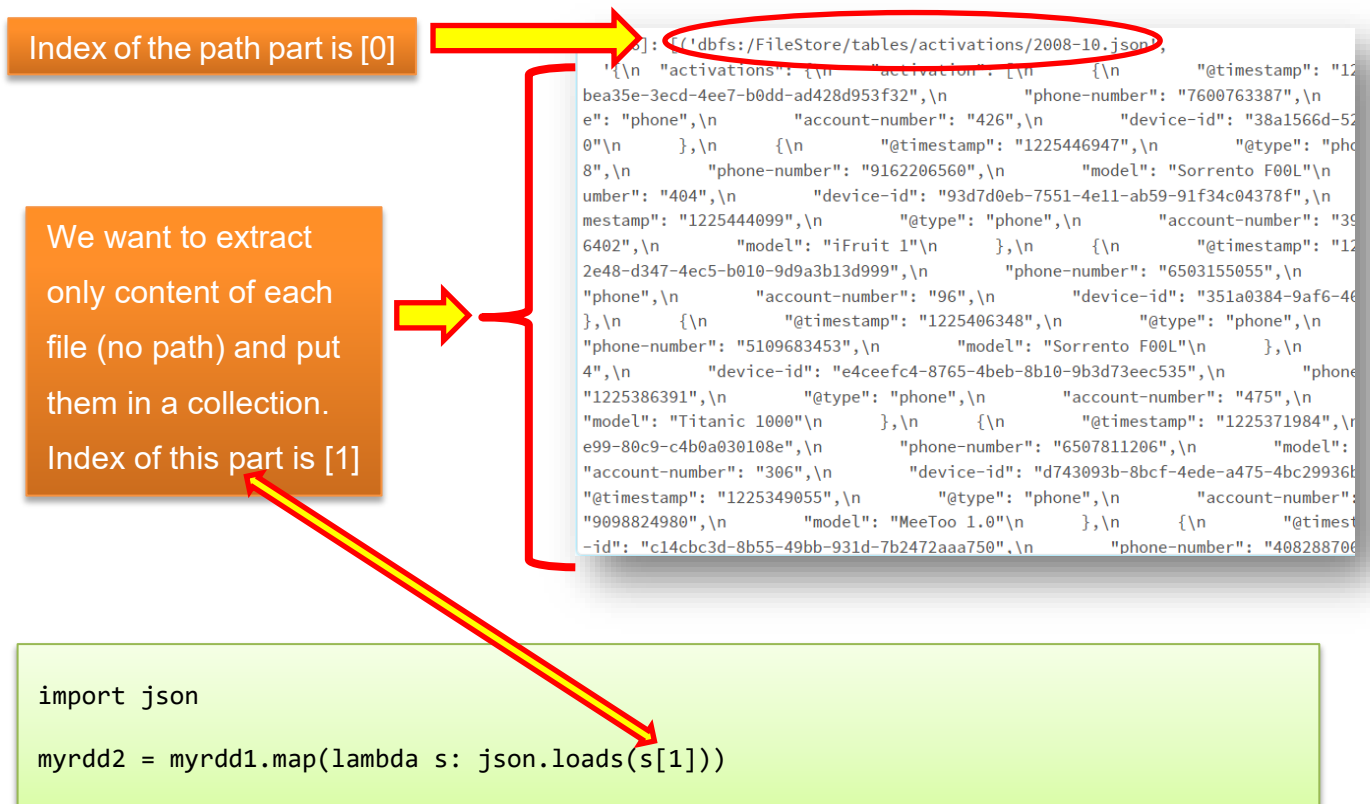 Index of the path part is [0]
8]: [('dbfs:/FileStore/tables/activations/2008-10.json',
'{\n "activations": {\n "activation": [\n {\n "@timestamp": "12
bea35e-3ecd-4ee7-b0dd-ad428d953f32",\n "phone-number": "7600763387",\n
e": "phone",\n "account-number": "426",\n "device-id": "38a1566d-52
0"\n },\n {\n "@timestamp": "1225446947",\n "@type": "pho
8",\n "phone-number": "9162206560",\n "model": "Sorrento F00L"\n
umber": "404",\n "device-id": "93d7d0eb-7551-4e11-ab59-91f34c04378f",\n
mestamp": "1225444099",\n "@type": "phone",\n "account-number": "39
6402",\n "model": "iFruit 1"\n },\n {\n "@timestamp": "12
2e48-d347-4ec5-b010-9d9a3b13d999",\n "phone-number": "6503155055",\n
"phone",\n "account-number": "96",\n "device-id": "351a0384-9af6-40
},\n {\n "@timestamp": "1225406348",\n "@type": "phone",\n
"phone-number": "5109683453",\n "model": "Sorrento F00L"\n },\n
4",\n "device-id": "e4ceefc4-8765-4beb-8b10-9b3d73eec535",\n "phone
"1225386391",\n "@type": "phone",\n "account-number": "475",\n
"model": "Titanic 1000"\n },\n {\n "@timestamp": "1225371984",\n
e99-80c9-c4b0a030108e",\n "phone-number": "6507811206",\n "model":
"account-number": "306",\n "device-id": "d743093b-8bcf-4ede-a475-4bc29936b
"@timestamp": "1225349055",\n "@type": "phone",\n "account-number":
"9098824980",\n "model": "MeeToo 1.0"\n },\n {\n "@timest
-id": "c14cbc3d-8b55-49bb-931d-7b2472aaa750",\n "phone-number": "408288706
We want to extract
only content of each
file (no path) and put
them in a collection.
Index of this part is [1]
import json
myrdd2 = myrdd1.map(lambda s: json.loads(s[1]))